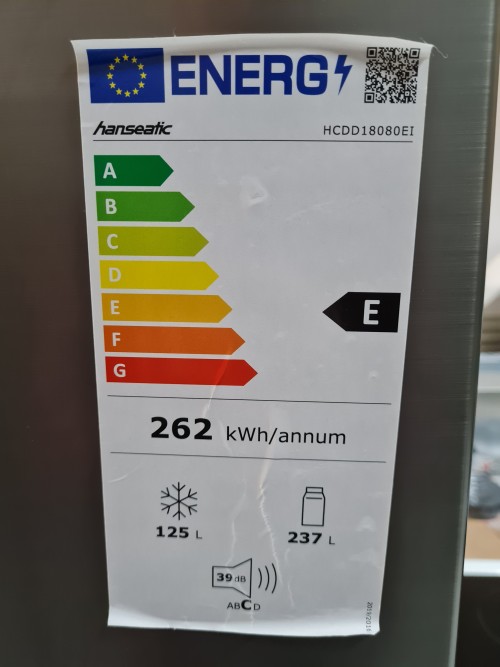 ENERG
hanseatic HCDD18080EI
A
B
C
D
E
F
G
E
262 kWh/annum
125 L
237 L
39 dB
ABCD